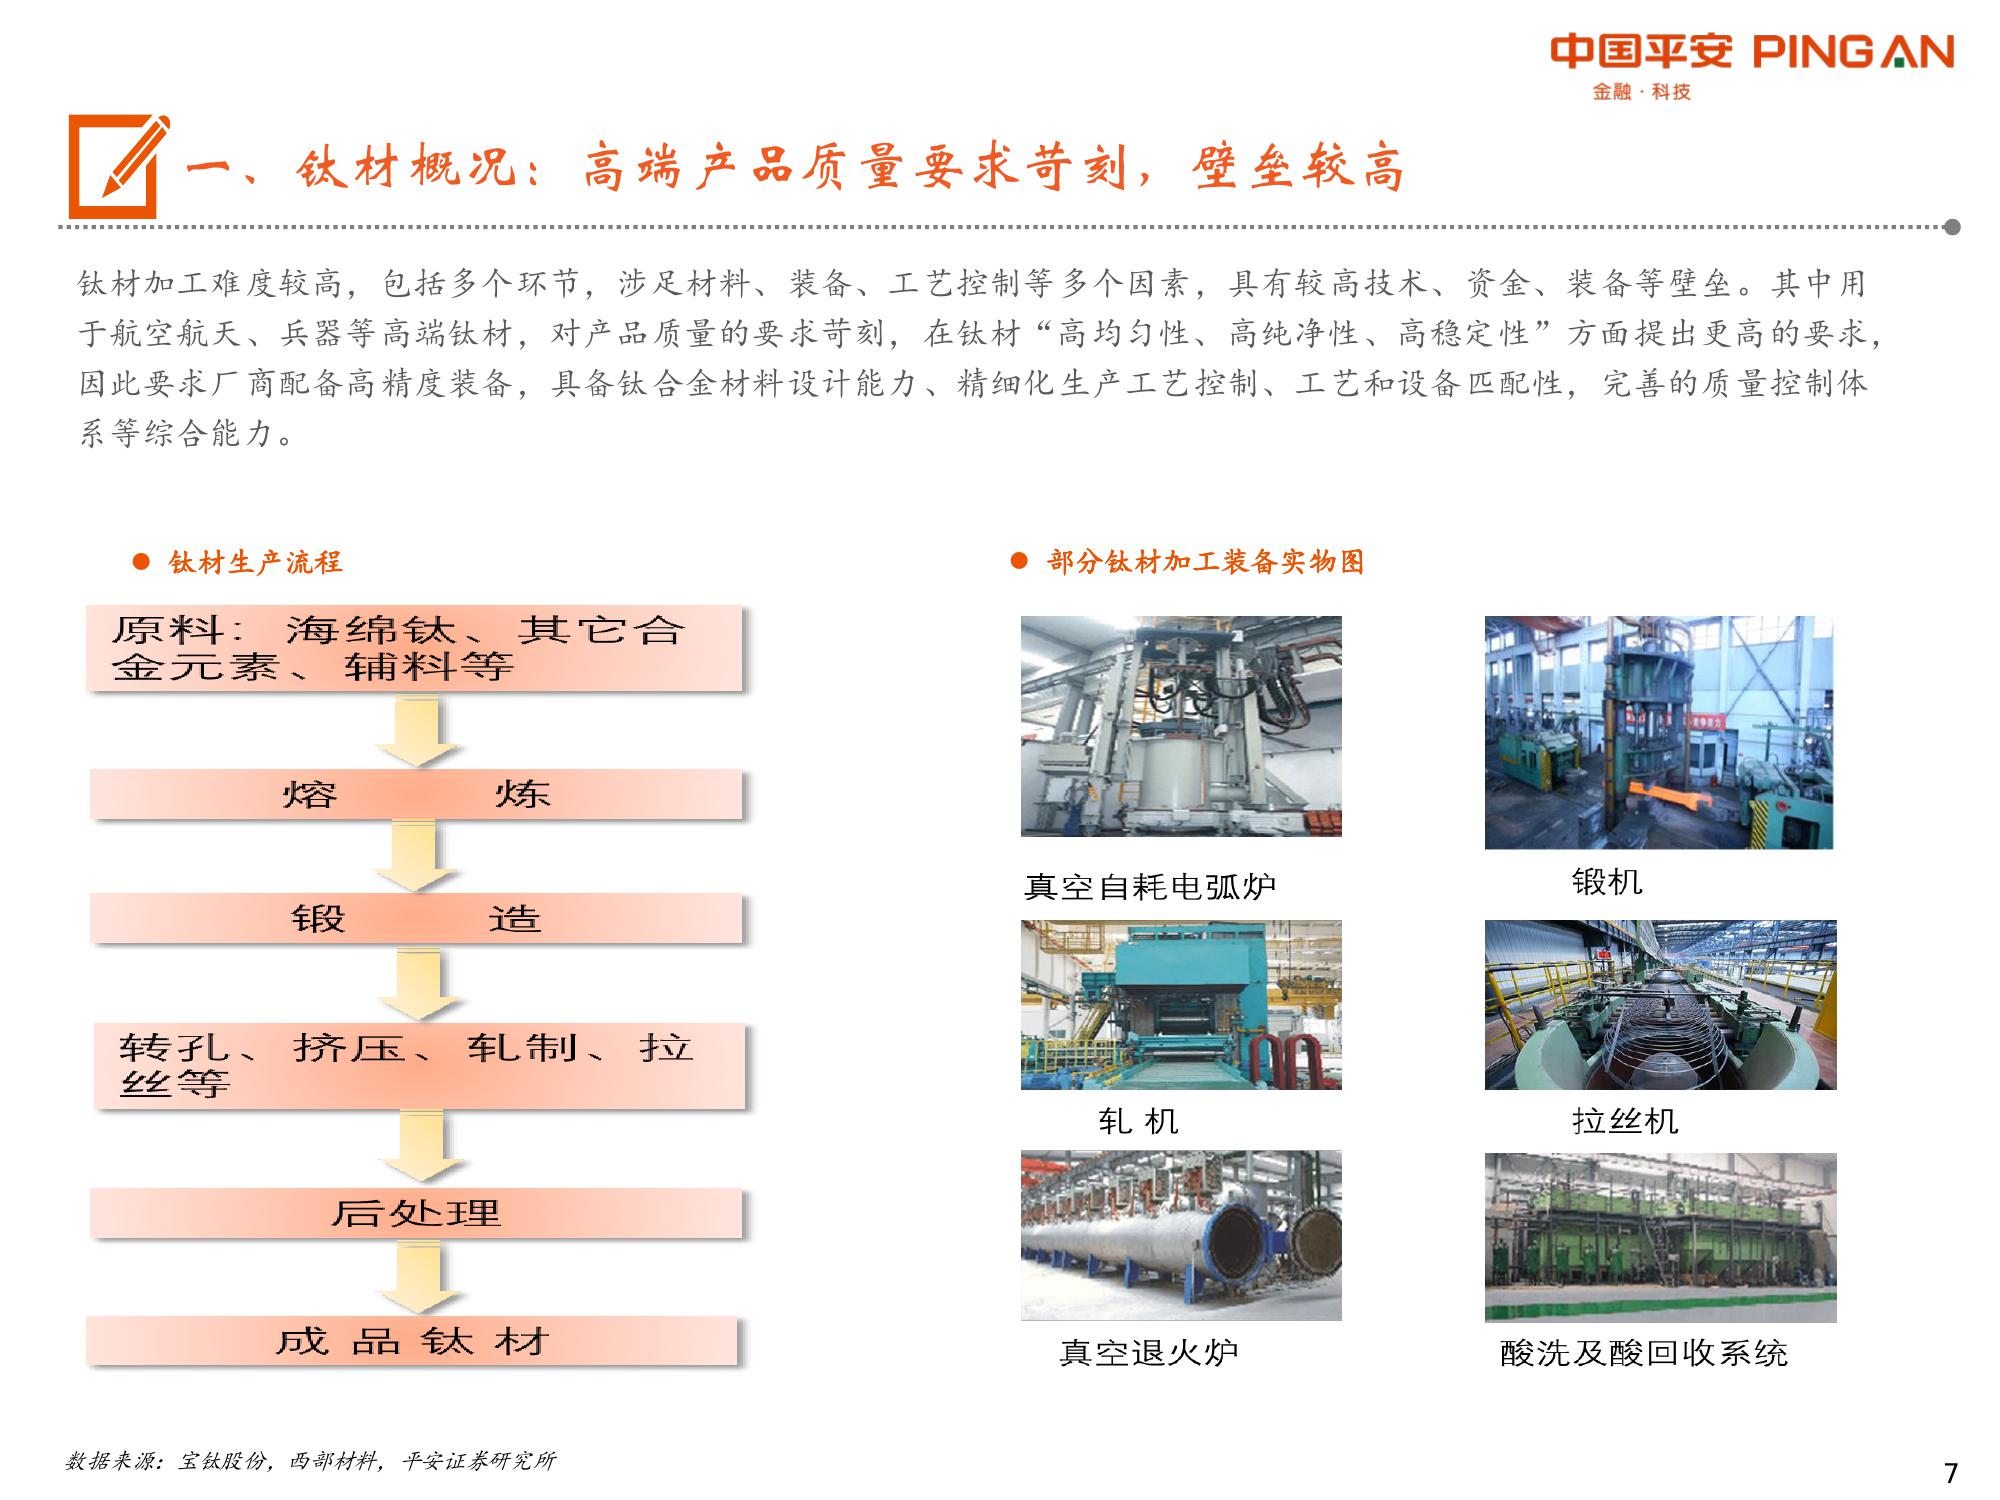 中国平安 PING AN
金融·科技
一、钛材概况：高端产品质量要求苛刻，壁垒较高
钛材加工难度较高，包括多个环节，涉足材料、装备、工艺控制等多个因素，具有较高技术、资金、装备等壁垒。其中用
于航空航天、兵器等高端钛材，对产品质量的要求苛刻，在钛材“高均匀性、高纯净性、高稳定性”方面提出更高的要求，
因此要求厂商配备高精度装备，具备钛合金材料设计能力、精细化生产工艺控制、工艺和设备匹配性，完善的质量控制体
系等综合能力。
● 钛材生产流程
原料：海绵钛、其它合
金元素、辅料等
熔 炼
锻 造
转孔、挤压、轧制、拉
丝等
后处理
成品钛材
● 部分钛材加工装备实物图
真空自耗电弧炉
锻机
轧 机
拉丝机
真空退火炉
酸洗及酸回收系统
数据来源：宝钛股份，西部材料，平安证券研究所
7